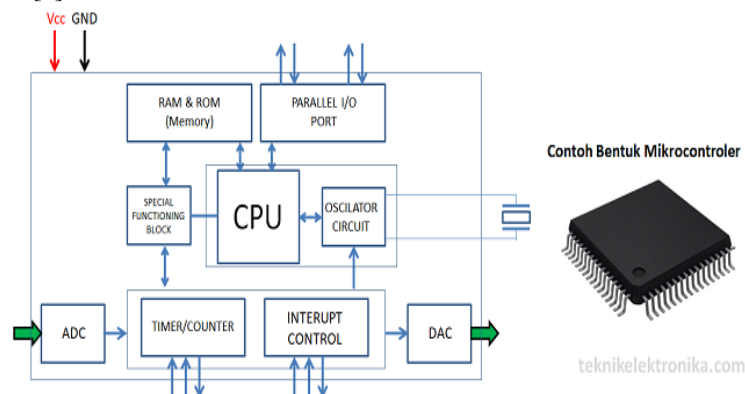 Vcc GND
RAM & ROM
(Memory)
PARALLEL I/O
PORT
SPECIAL
FUNCTIONING
BLOCK
CPU
OSCILATOR
CIRCUIT
ADC
TIMER/COUNTER
INTERUPT
CONTROL
DAC
Contoh Bentuk Mikrocontroler
teknikelektronika.com